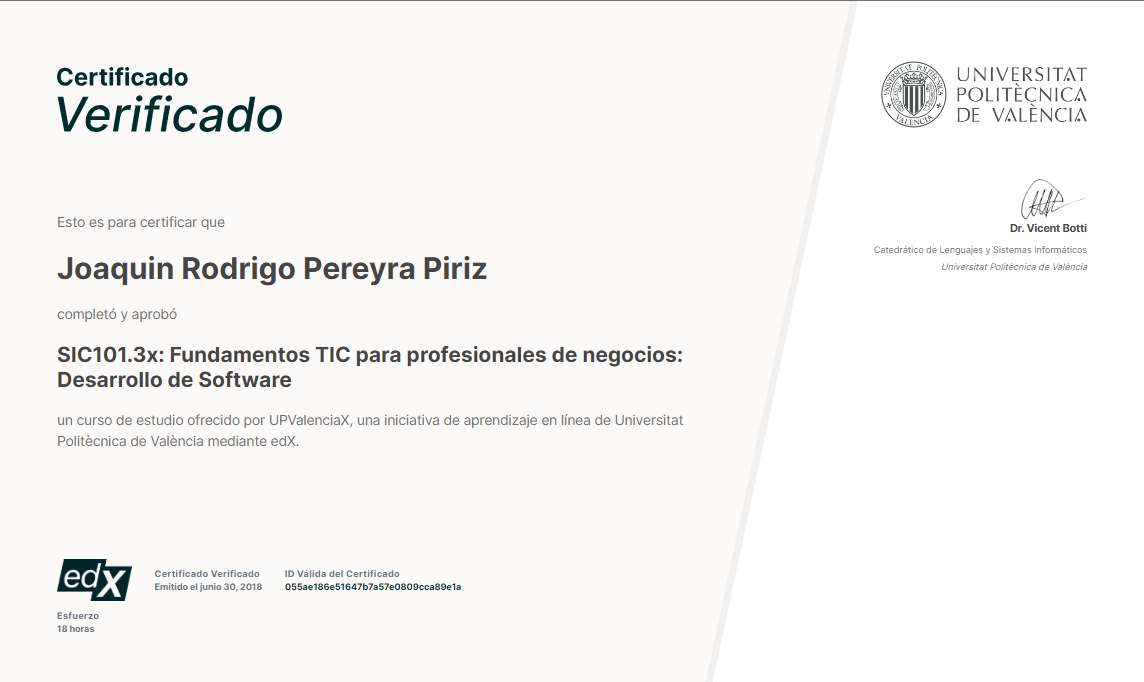 Certificado
Verificado
UNIVERSITAT POLITÈCNICA
VALENCIA
UNIVERSITAT
POLITÈCNICA
DE VALÈNCIA
Esto es para certificar que
Joaquin Rodrigo Pereyra Piriz
completó y aprobó
SIC101.3x: Fundamentos TIC para profesionales de negocios:
Desarrollo de Software
un curso de estudio ofrecido por UPValenciaX, una iniciativa de aprendizaje en línea de Universitat
Politècnica de València mediante edX.
Dr. Vicent Botti
Catedrático de Lenguajes y Sistemas Informáticos
Universitat Politècnica de València
edX
Certificado Verificado
Emitido el junio 30, 2018
ID Válida del Certificado
055ae186e51647b7a57e0809cca89e1a
Esfuerzo
18 horas